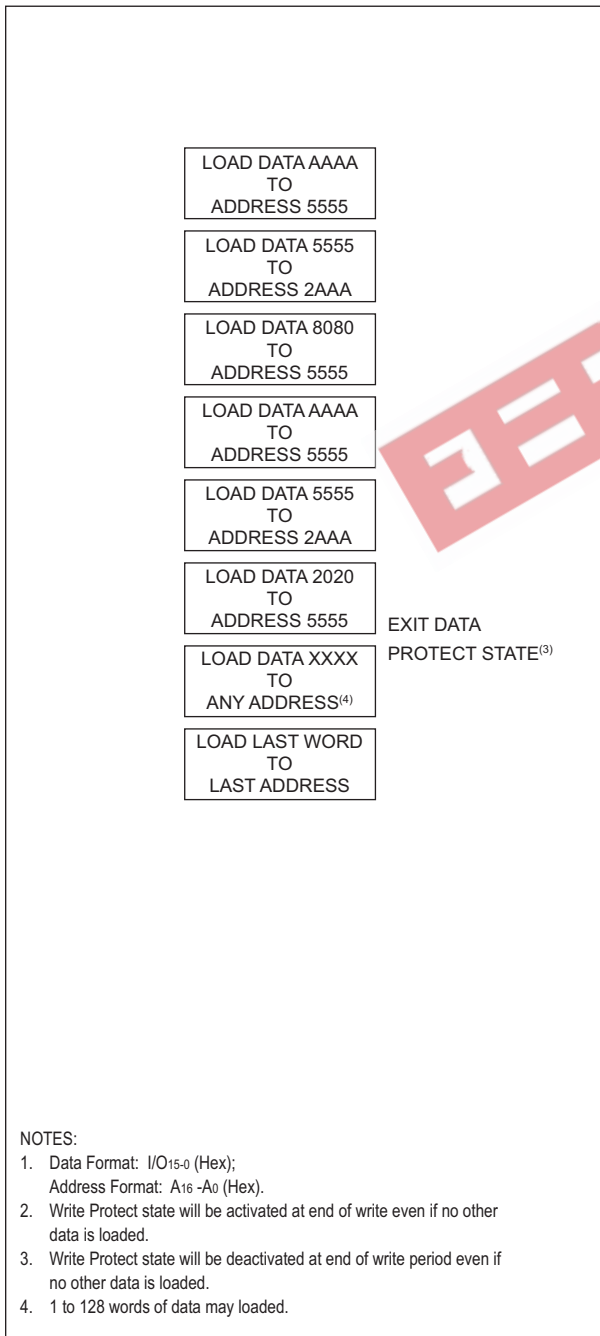 LOAD DATA AAAA
TO
ADDRESS 5555
LOAD DATA 5555
TO
ADDRESS 2AAA
LOAD DATA 8080
TO
ADDRESS 5555
LOAD DATA AAAA
TO
ADDRESS 5555
LOAD DATA 5555
TO
ADDRESS 2AAA
LOAD DATA 2020
TO
ADDRESS 5555
EXIT DATA
PROTECT STATE(3)
LOAD DATA XXXX
TO
ANY ADDRESS(4)
LOAD LAST WORD
TO
LAST ADDRESS
NOTES:
1. Data Format: I/O15-0 (Hex);
Address Format: A16 -A0 (Hex).
2. Write Protect state will be activated at end of write even if no other
data is loaded.
3. Write Protect state will be deactivated at end of write period even if
no other data is loaded.
4. 1 to 128 words of data may loaded.